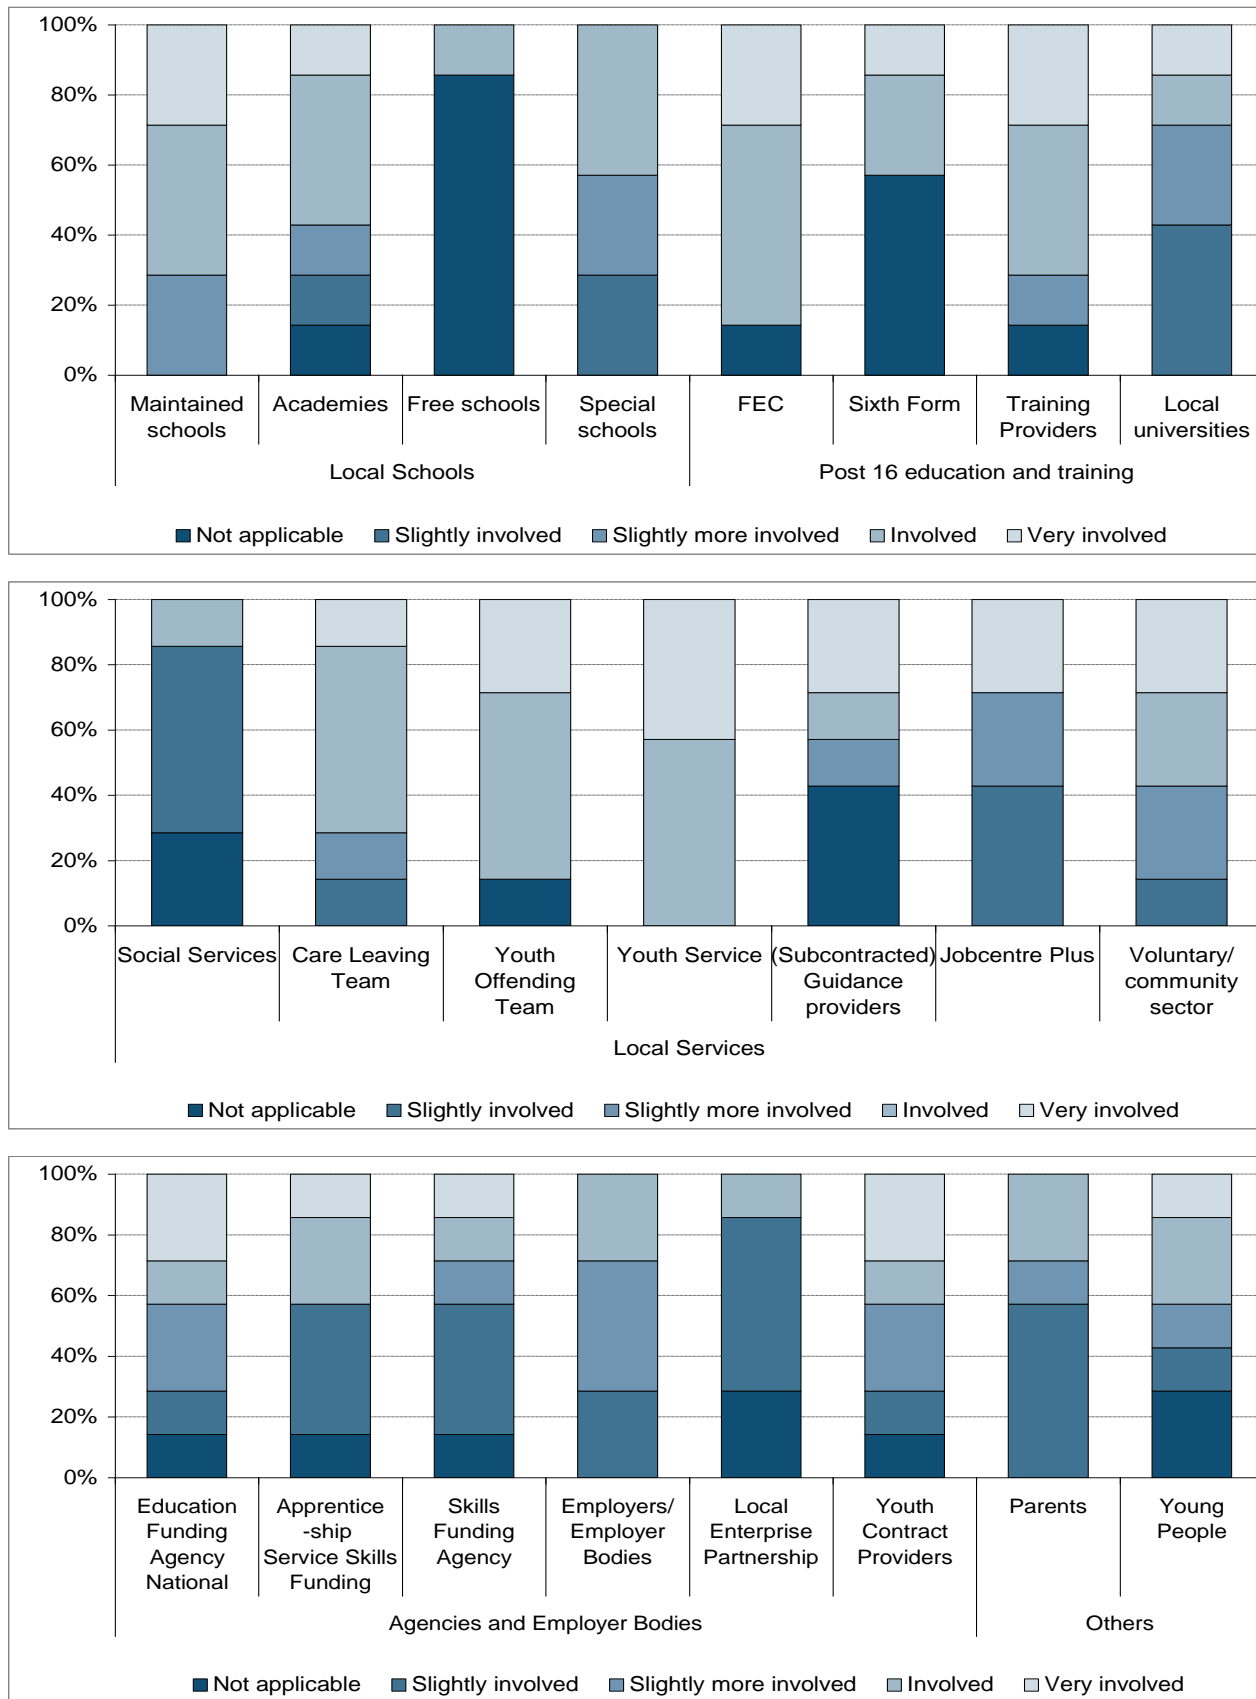 100%
80%
60%
40%
20%
0%
Maintained schools
Academies
Free schools
Special schools
FEC
Sixth Form
Training Providers
Local universities
Local Schools
Post 16 education and training
Not applicable
Slightly involved
Slightly more involved
Involved
Very involved
100%
80%
60%
40%
20%
0%
Social Services
Care Leaving Team
Youth Offending Team
Youth Service
(Subcontracted) Guidance providers
Jobcentre Plus
Voluntary/ community sector
Local Services
Not applicable
Slightly involved
Slightly more involved
Involved
Very involved
100%
80%
60%
40%
20%
0%
Education Funding Agency National
Apprentice -ship Service Skills Funding
Skills Funding Agency
Employers/ Employer Bodies
Local Enterprise Partnership
Youth Contract Providers
Parents
Young People
Agencies and Employer Bodies
Others
Not applicable
Slightly involved
Slightly more involved
Involved
Very involved